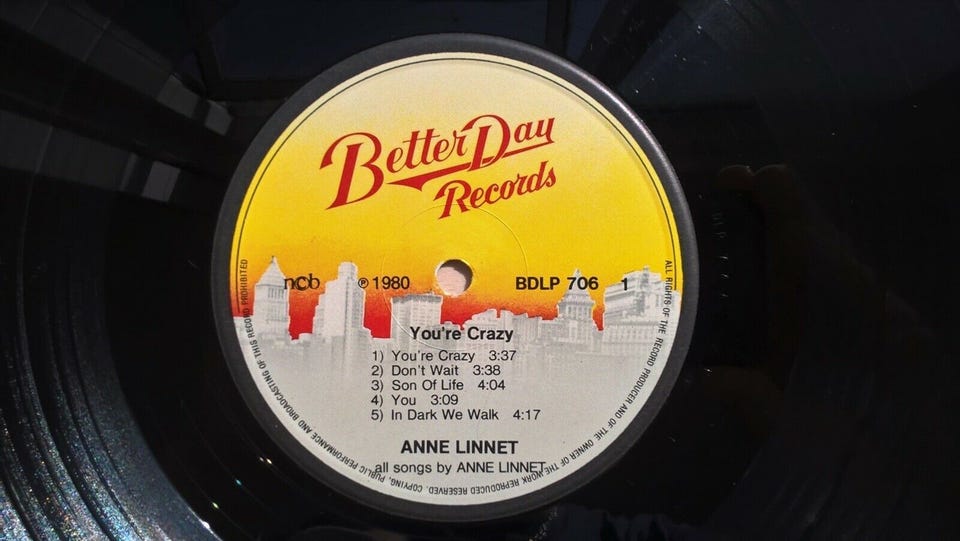 Better Day
Records
ncb
℗ 1980
BDLP 706 1
You're Crazy
1) You're Crazy 3:37
2) Don't Wait 3:38
3) Son Of Life 4:04
4) You 3:09
5) In Dark We Walk 4:17
ANNE LINNET
all songs by ANNE LINNET
ALL RIGHTS OF THE RECORD PRODUCER AND OF THE OWNER OF THE WORK REPRODUCED RESERVED. COPYING, PUBLIC PERFORMANCE AND BROADCASTING OF THIS RECORD PROHIBITED